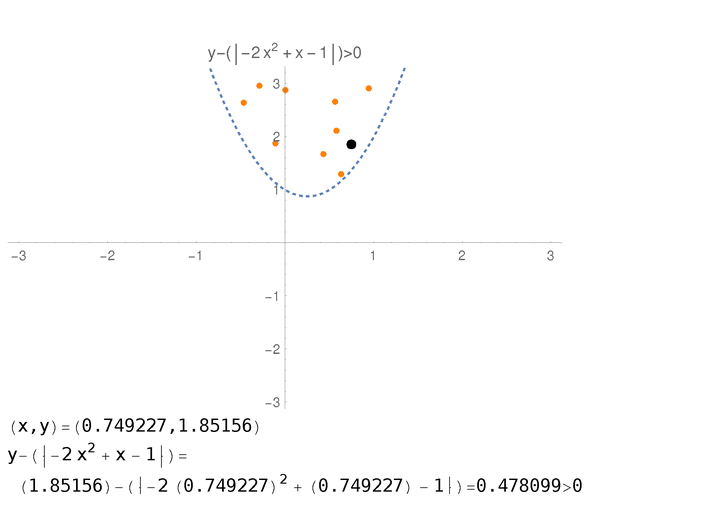 y−(|−2x²+x−1|)>0
3
2
1
−3 −2 −1 1 2 3
−1
−2
−3
(x,y)=(0.749227,1.85156)
y−(|−2x²+x−1|)=
(1.85156)−(|−2 (0.749227)²+(0.749227) −1|)=0.478099>0